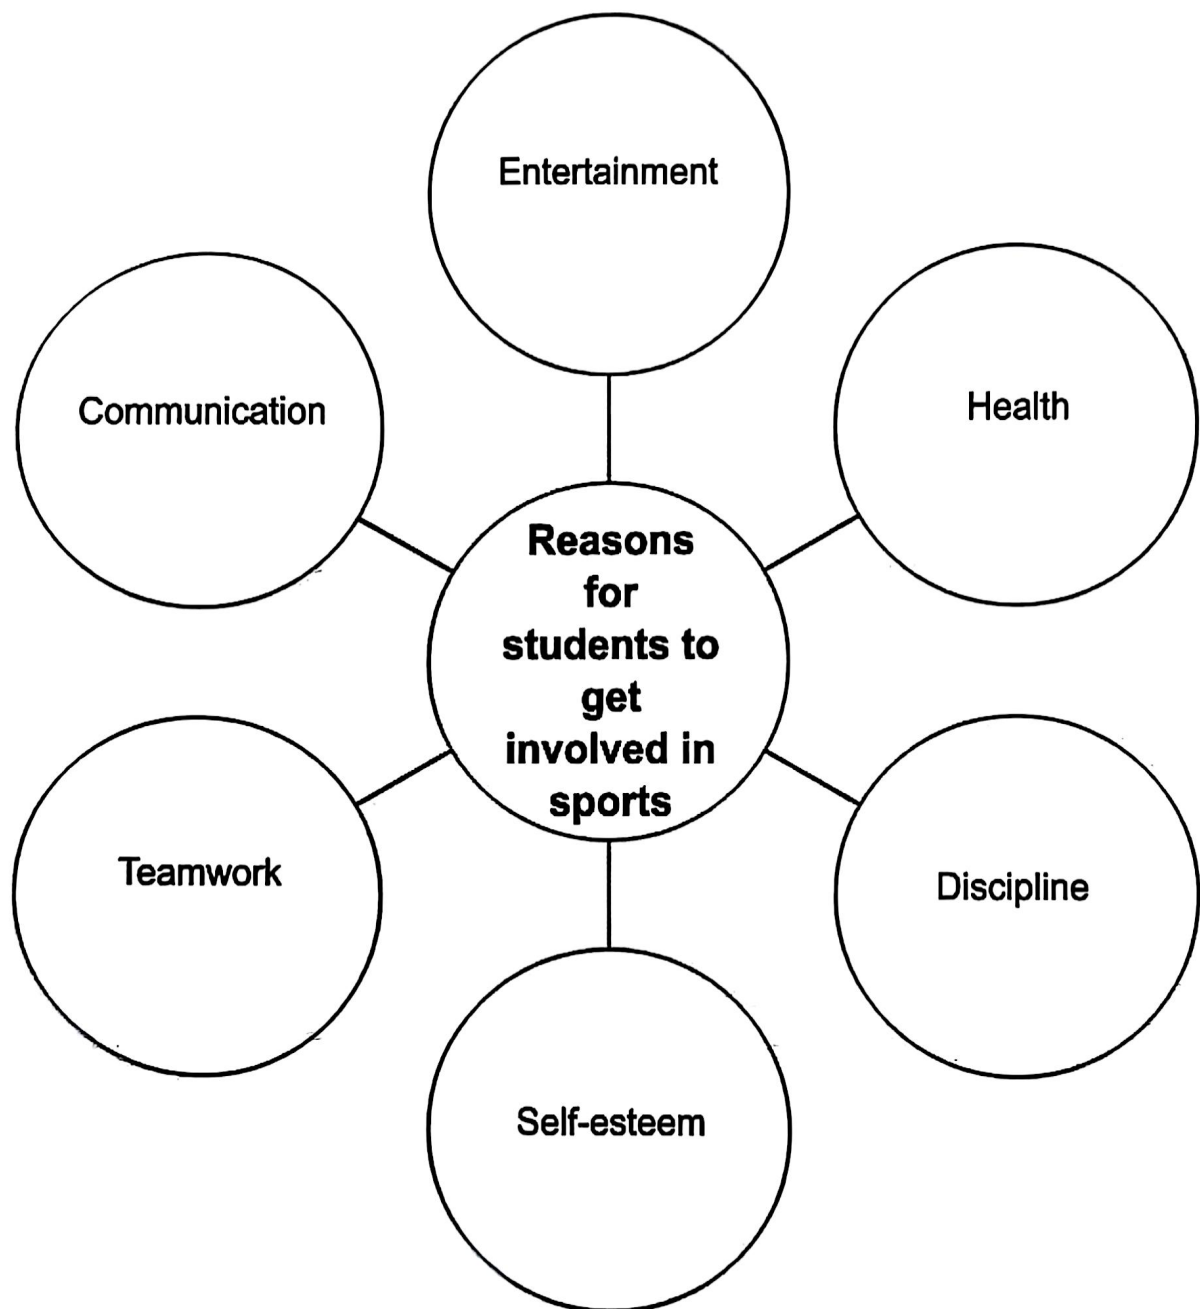 Entertainment
Communication
Health
Reasons
for
students to
get
involved in
sports
Teamwork
Discipline
Self-esteem